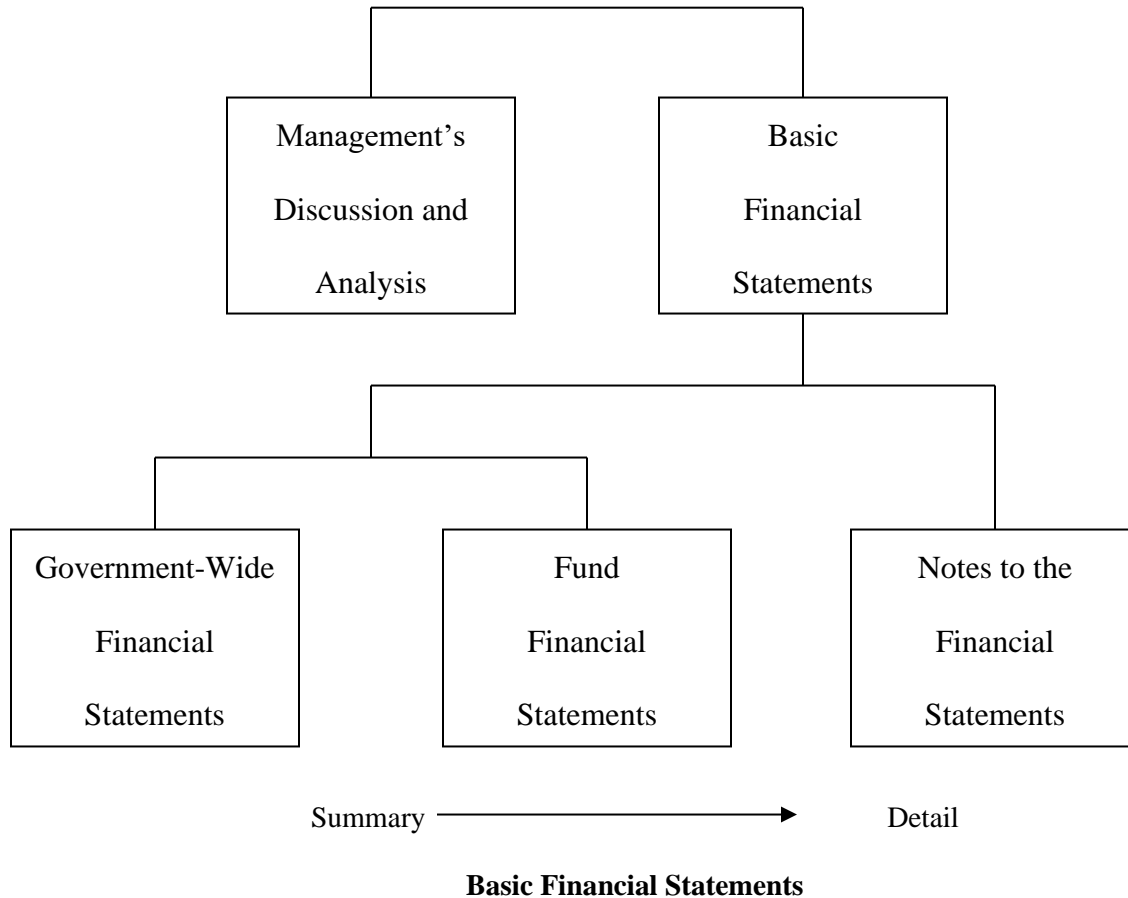 Management’s
Discussion and
Analysis
Basic
Financial
Statements
Government-Wide
Financial
Statements
Fund
Financial
Statements
Notes to the
Financial
Statements
Summary
Detail
Basic Financial Statements